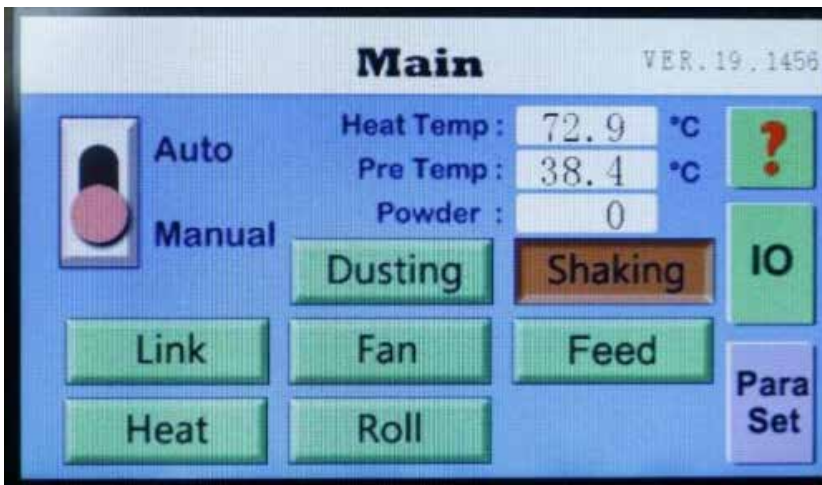 Main
VER.19.1456
Auto
Manual
Heat Temp : 72.9 °C
Pre Temp : 38.4 °C
Powder : 0
?
Dusting
Shaking
IO
Link
Fan
Feed
Para
Set
Heat
Roll